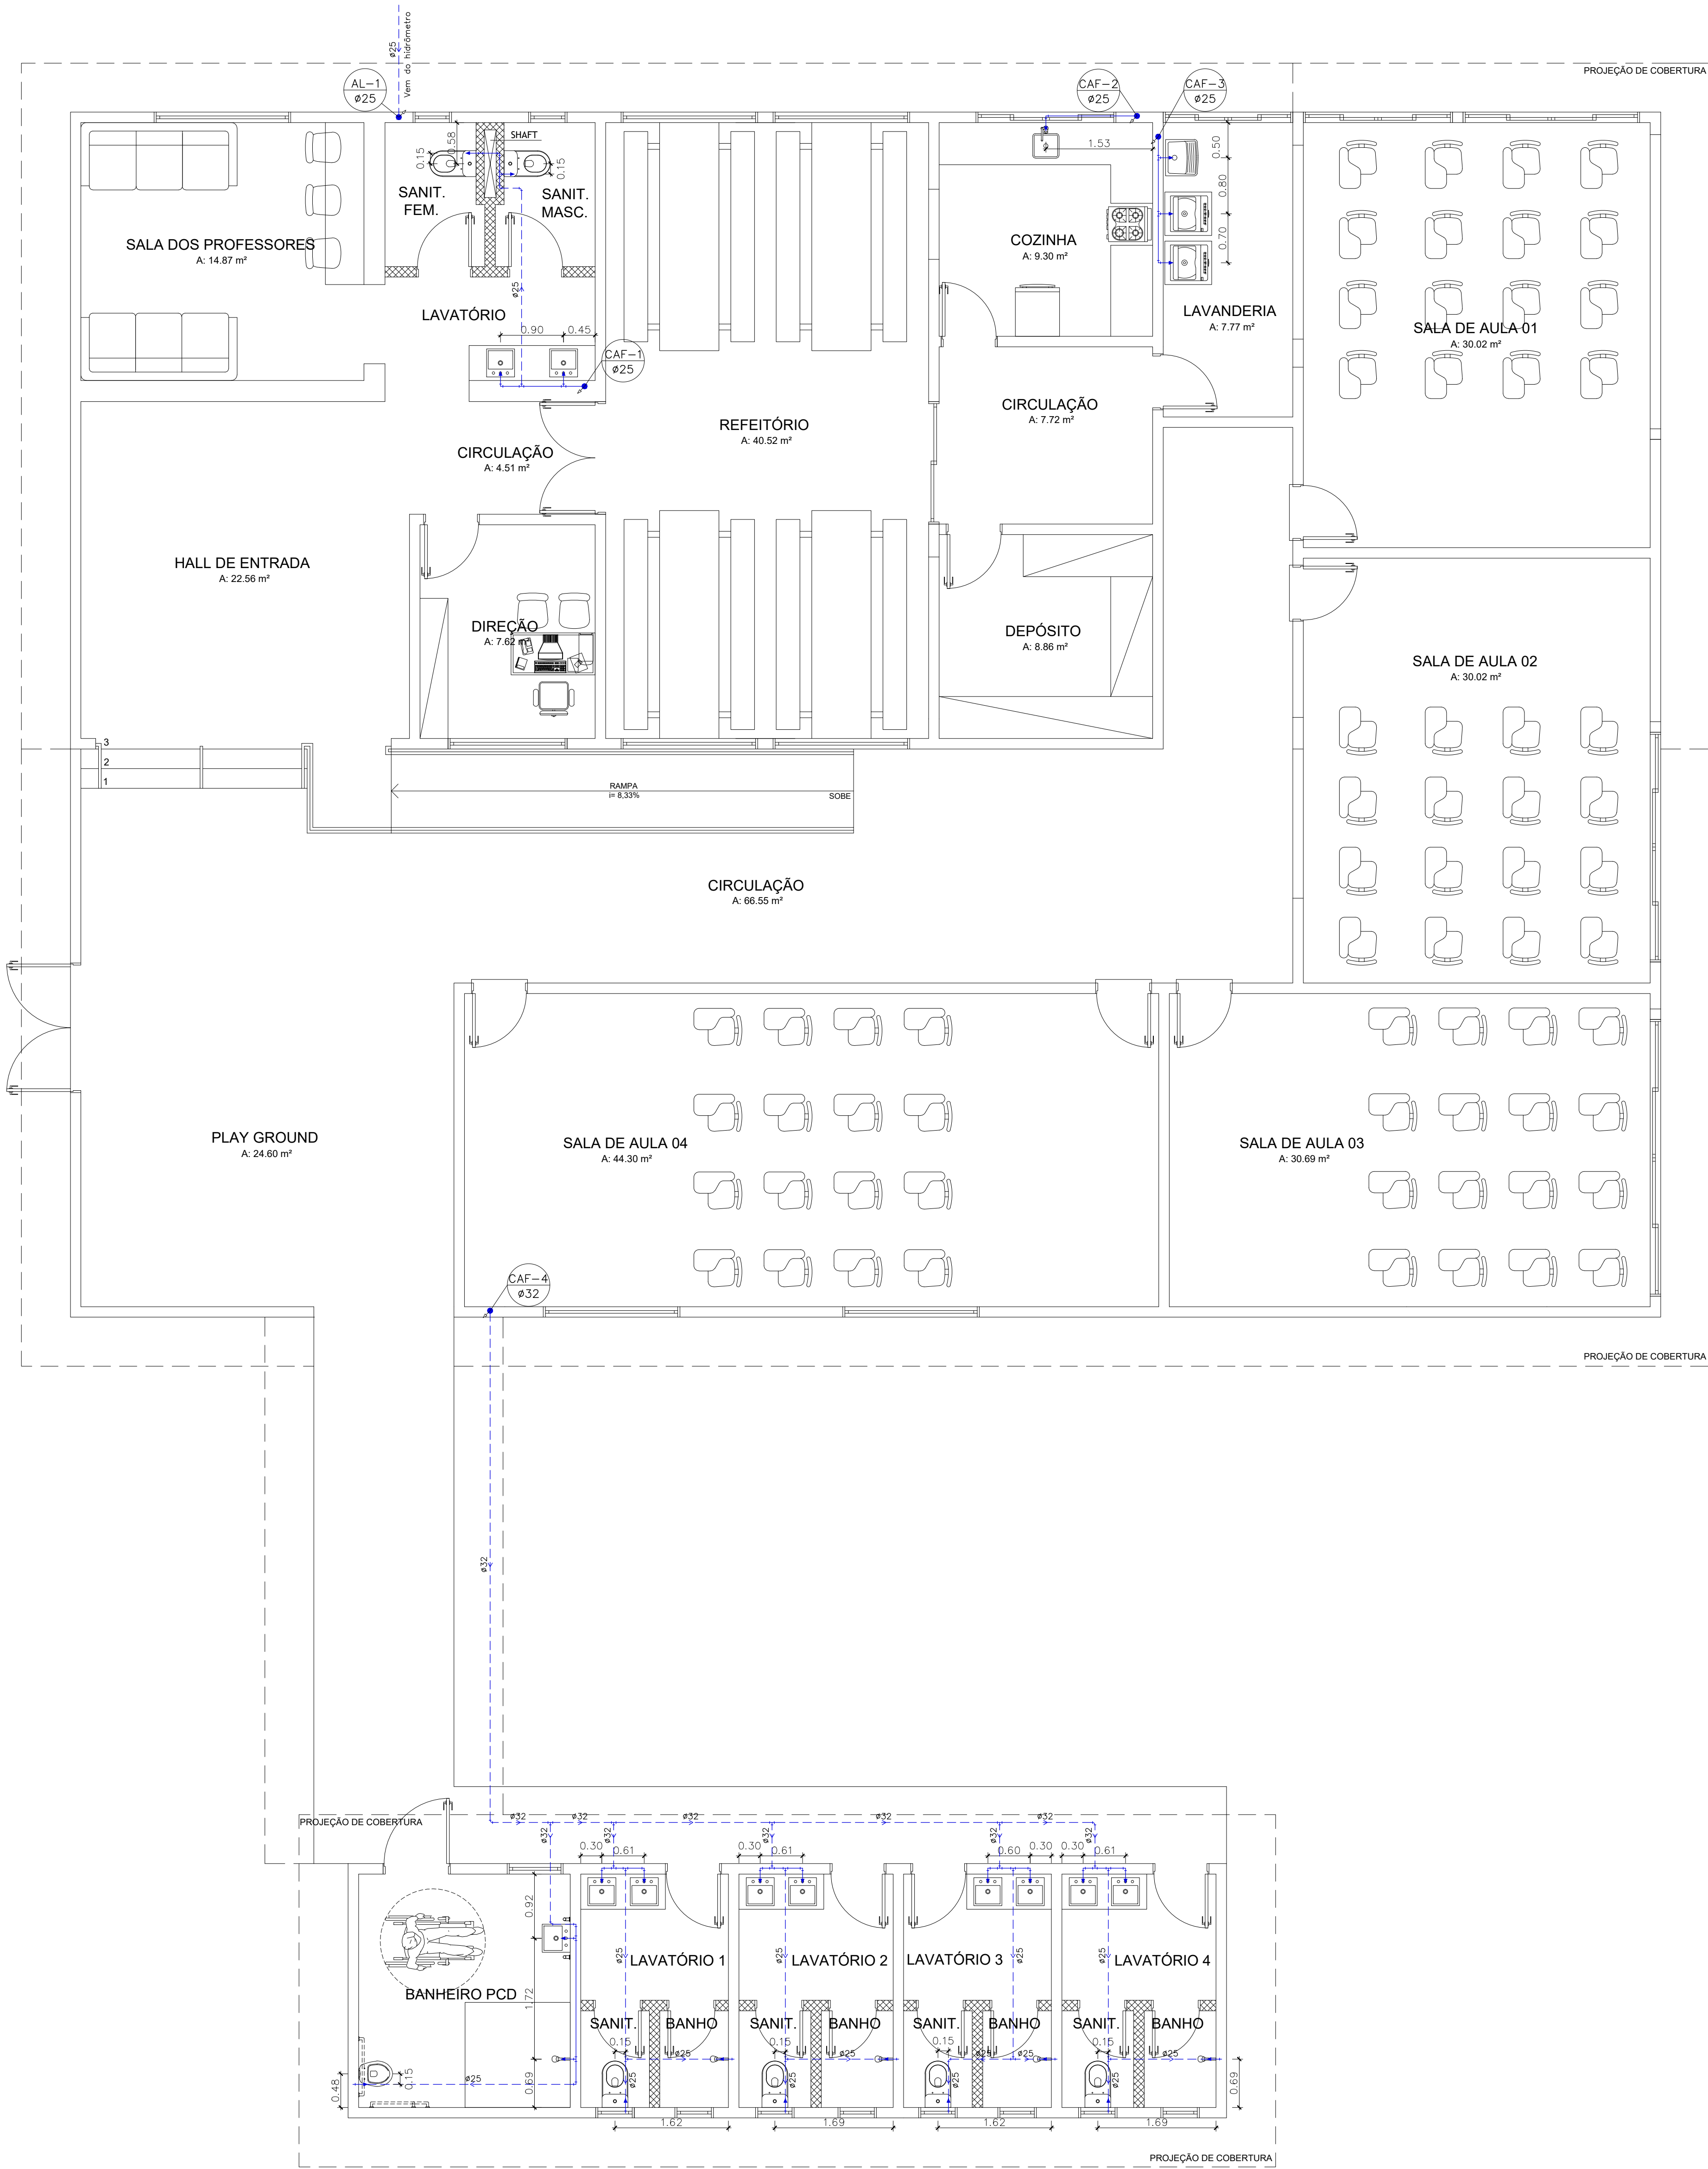 ø25
Vem do hidrômetro
PROJEÇÃO DE COBERTURA
AL-1
ø25
CAF-2
ø25
CAF-3
ø25
SHAFT
0.58
0.15
0.15
SANIT.
FEM.
SANIT.
MASC.
1.53
0.50
0.80
0.70
SALA DOS PROFESSORES
A: 14.87 m²
COZINHA
A: 9.30 m²
ø25
LAVATÓRIO
0.90
0.45
CAF-1
ø25
LAVANDERIA
A: 7.77 m²
SALA DE AULA 01
A: 30.02 m²
CIRCULAÇÃO
A: 7.72 m²
REFEITÓRIO
A: 40.52 m²
CIRCULAÇÃO
A: 4.51 m²
HALL DE ENTRADA
A: 22.56 m²
DIREÇÃO
A: 7.62 m
DEPÓSITO
A: 8.86 m²
SALA DE AULA 02
A: 30.02 m²
3
2
1
RAMPA
i= 8,33%
SOBE
CIRCULAÇÃO
A: 66.55 m²
PLAY GROUND
A: 24.60 m²
SALA DE AULA 04
A: 44.30 m²
SALA DE AULA 03
A: 30.69 m²
CAF-4
ø32
PROJEÇÃO DE COBERTURA
ø32
PROJEÇÃO DE COBERTURA
ø32
ø32
ø32
ø32
ø32
ø32
ø32
ø32
ø32
ø32
0.30
0.61
0.30
0.61
0.60
0.30
0.30
0.61
0.92
1.72
0.69
ø25
ø25
ø25
ø25
LAVATÓRIO 1
LAVATÓRIO 2
LAVATÓRIO 3
LAVATÓRIO 4
BANHEIRO PCD
SANIT.
BANHO
SANIT.
BANHO
SANIT.
BANHO
SANIT.
BANHO
0.15
0.15
0.15
0.15
ø25
ø25
ø25
ø25
ø25
0.48
0.15
ø25
ø25
ø25
ø25
ø25
0.69
1.62
1.69
1.62
1.69
PROJEÇÃO DE COBERTURA